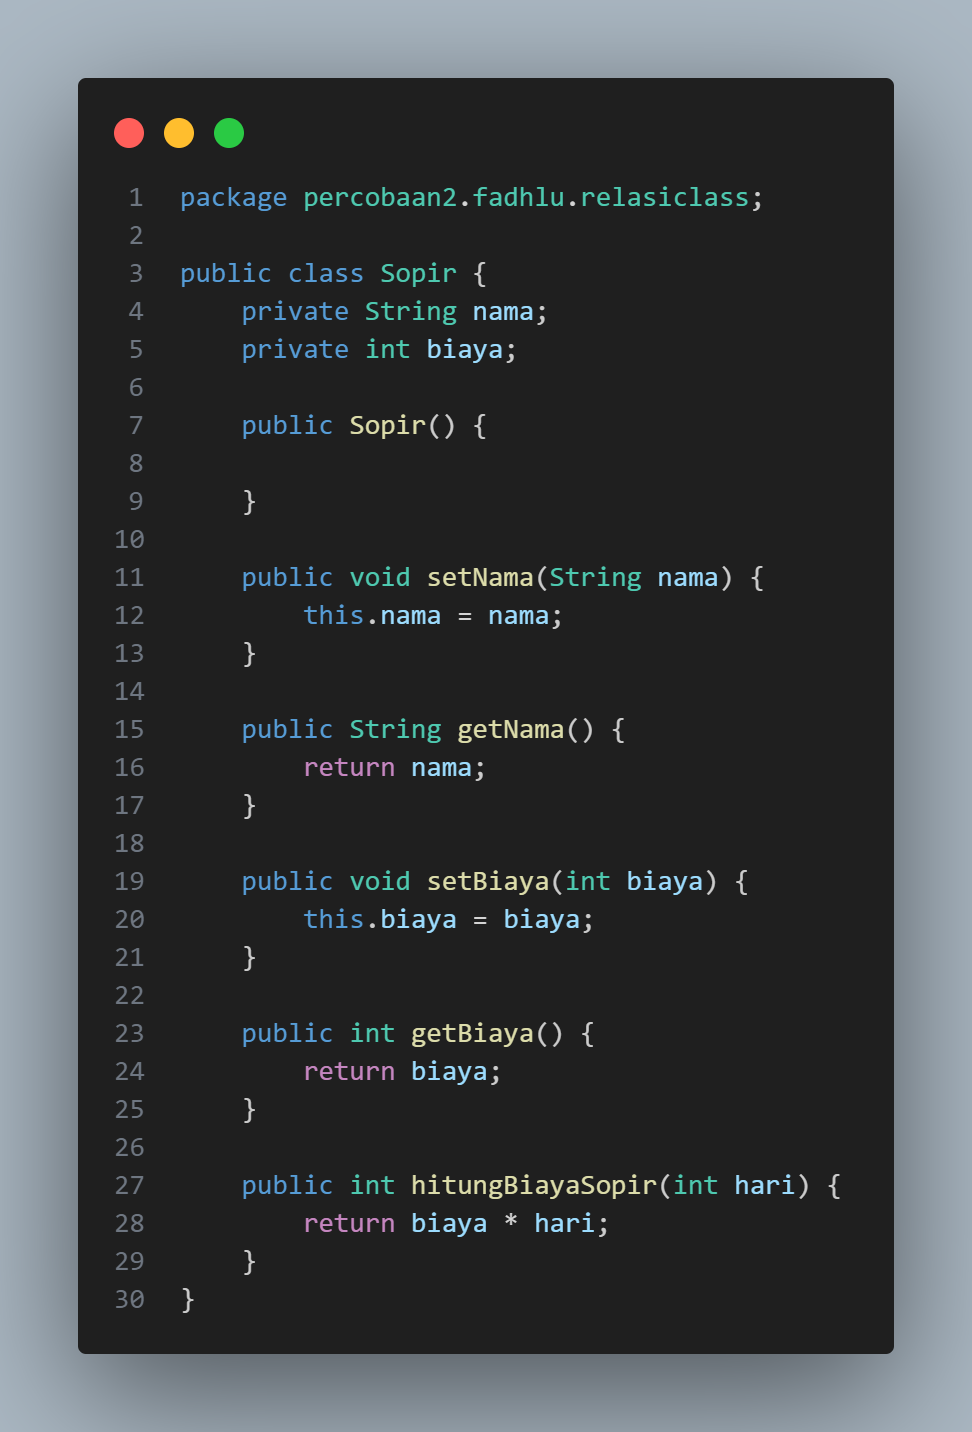 1 package percobaan2.fadhlu.relasiclass;
2
3 public class Sopir {
4     private String nama;
5     private int biaya;
6
7     public Sopir() {
8
9     }
10
11     public void setNama(String nama) {
12         this.nama = nama;
13     }
14
15     public String getNama() {
16         return nama;
17     }
18
19     public void setBiaya(int biaya) {
20         this.biaya = biaya;
21     }
22
23     public int getBiaya() {
24         return biaya;
25     }
26
27     public int hitungBiayaSopir(int hari) {
28         return biaya * hari;
29     }
30 }